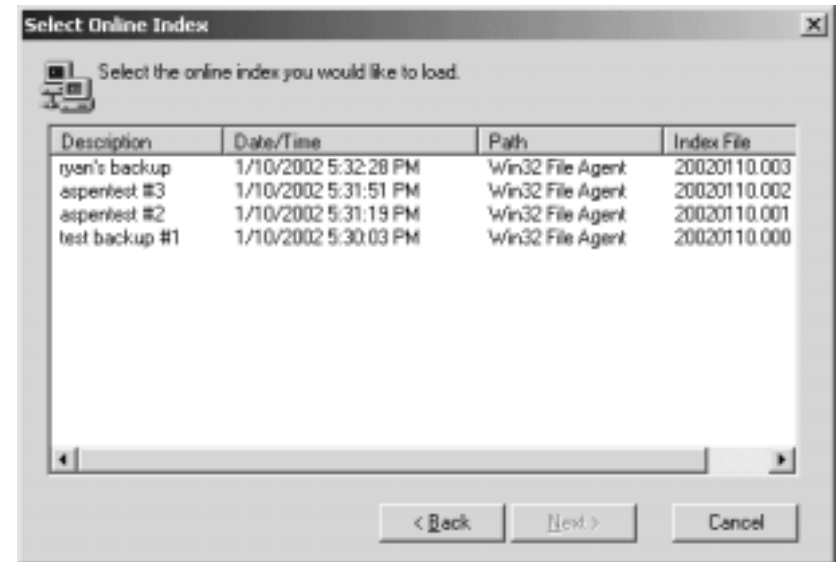 Select Online Index
Select the online index you would like to load.
Description Date/Time Path Index File
ryan's backup 1/10/2002 5:32:28 PM Win32 File Agent 20020110.003
aspentest #3 1/10/2002 5:31:51 PM Win32 File Agent 20020110.002
aspentest #2 1/10/2002 5:31:19 PM Win32 File Agent 20020110.001
test backup #1 1/10/2002 5:30:03 PM Win32 File Agent 20020110.000
< Back Next > Cancel